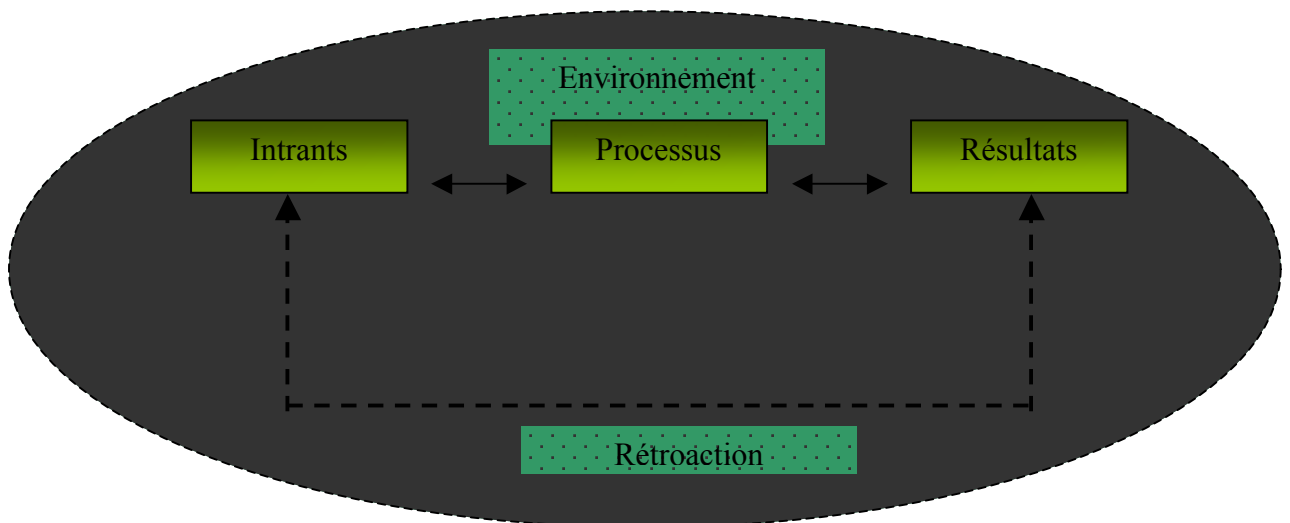 Environnement
Intrants
Processus
Résultats
Rétroaction